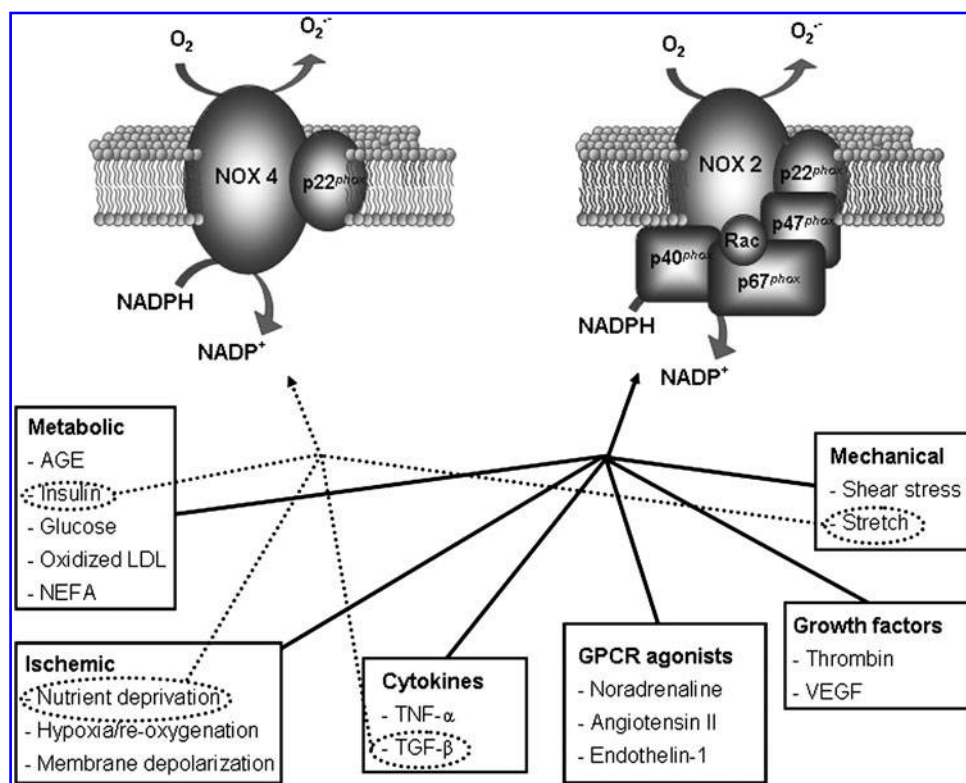 O₂
O₂•-
NOX 4
p22phox
NADPH
NADP+
O₂
O₂•-
NOX 2
p22phox
p47phox
Rac
p40phox
p67phox
NADPH
NADP+
Metabolic
- AGE
- Insulin
- Glucose
- Oxidized LDL
- NEFA
Mechanical
- Shear stress
- Stretch
Ischemic
- Nutrient deprivation
- Hypoxia/re-oxygenation
- Membrane depolarization
Cytokines
- TNF-α
- TGF-β
GPCR agonists
- Noradrenaline
- Angiotensin II
- Endothelin-1
Growth factors
- Thrombin
- VEGF